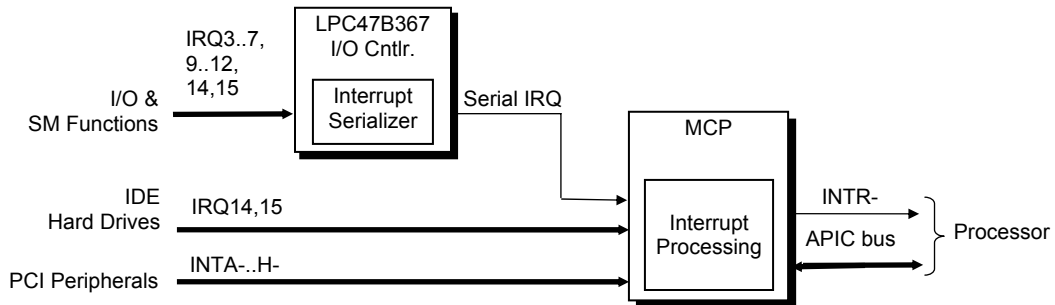 LPC47B367
I/O Cntlr.
IRQ3..7,
9..12,
14,15
I/O &
SM Functions
Interrupt
Serializer
Serial IRQ
MCP
IDE
Hard Drives
IRQ14,15
Interrupt
Processing
INTR-
APIC bus
Processor
PCI Peripherals
INTA-..H-